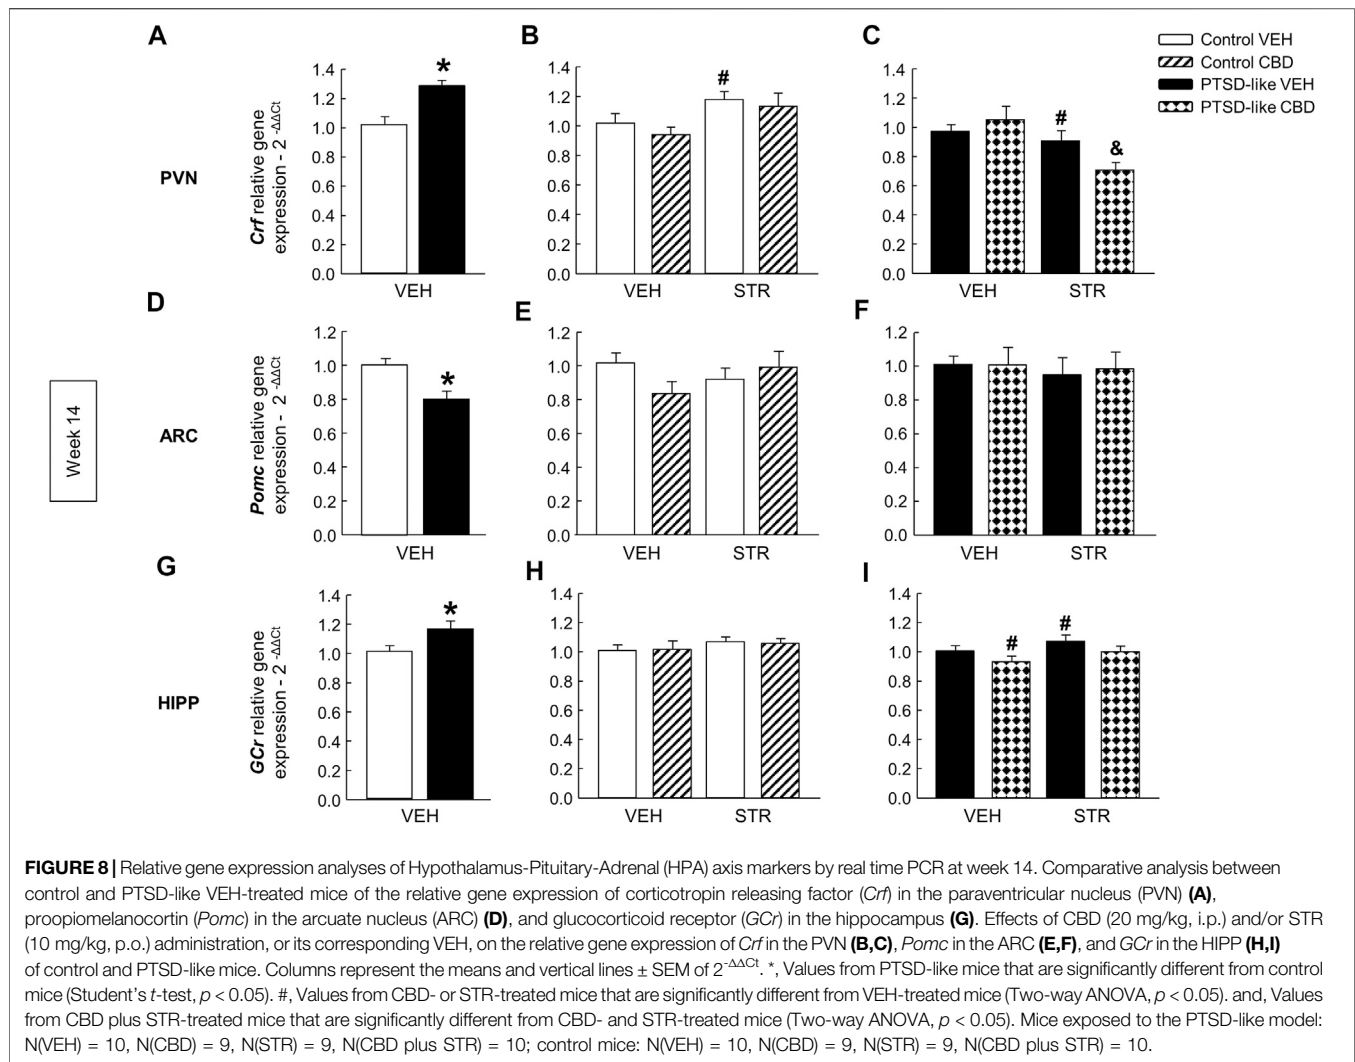 A
B
C
Control VEH
Control CBD
PTSD-like VEH
PTSD-like CBD
PVN
Crf relative gene
expression - 2 -ΔΔCt
1.4
1.2
1.0
0.8
0.6
0.4
0.2
0.0
*
VEH
1.4
1.2
1.0
0.8
0.6
0.4
0.2
0.0
#
VEH STR
1.4
1.2
1.0
0.8
0.6
0.4
0.2
0.0
#
&
VEH STR
Week 14
D
E
F
ARC
Pomc relative gene
expression - 2 -ΔΔCt
1.2
1.0
0.8
0.6
0.4
0.2
0.0
*
VEH
1.2
1.0
0.8
0.6
0.4
0.2
0.0
VEH STR
1.2
1.0
0.8
0.6
0.4
0.2
0.0
VEH STR
G
H
I
HIPP
GCr relative gene
expression - 2 -ΔΔCt
1.4
1.2
1.0
0.8
0.6
0.4
0.2
0.0
*
VEH
1.4
1.2
1.0
0.8
0.6
0.4
0.2
0.0
VEH STR
1.4
1.2
1.0
0.8
0.6
0.4
0.2
0.0
#
#
VEH STR
FIGURE 8 | Relative gene expression analyses of Hypothalamus-Pituitary-Adrenal (HPA) axis markers by real time PCR at week 14. Comparative analysis between
control and PTSD-like VEH-treated mice of the relative gene expression of corticotropin releasing factor (Crf) in the paraventricular nucleus (PVN) (A),
proopiomelanocortin (Pomc) in the arcuate nucleus (ARC) (D), and glucocorticoid receptor (GCr) in the hippocampus (G). Effects of CBD (20 mg/kg, i.p.) and/or STR
(10 mg/kg, p.o.) administration, or its corresponding VEH, on the relative gene expression of Crf in the PVN (B,C), Pomc in the ARC (E,F), and GCr in the HIPP (H,I)
of control and PTSD-like mice. Columns represent the means and vertical lines ± SEM of 2-ΔΔCt. *, Values from PTSD-like mice that are significantly different from control
mice (Student's t-test, p < 0.05). #, Values from CBD- or STR-treated mice that are significantly different from VEH-treated mice (Two-way ANOVA, p < 0.05). and, Values
from CBD plus STR-treated mice that are significantly different from CBD- and STR-treated mice (Two-way ANOVA, p < 0.05). Mice exposed to the PTSD-like model:
N(VEH) = 10, N(CBD) = 9, N(STR) = 9, N(CBD plus STR) = 10; control mice: N(VEH) = 10, N(CBD) = 9, N(STR) = 9, N(CBD plus STR) = 10.